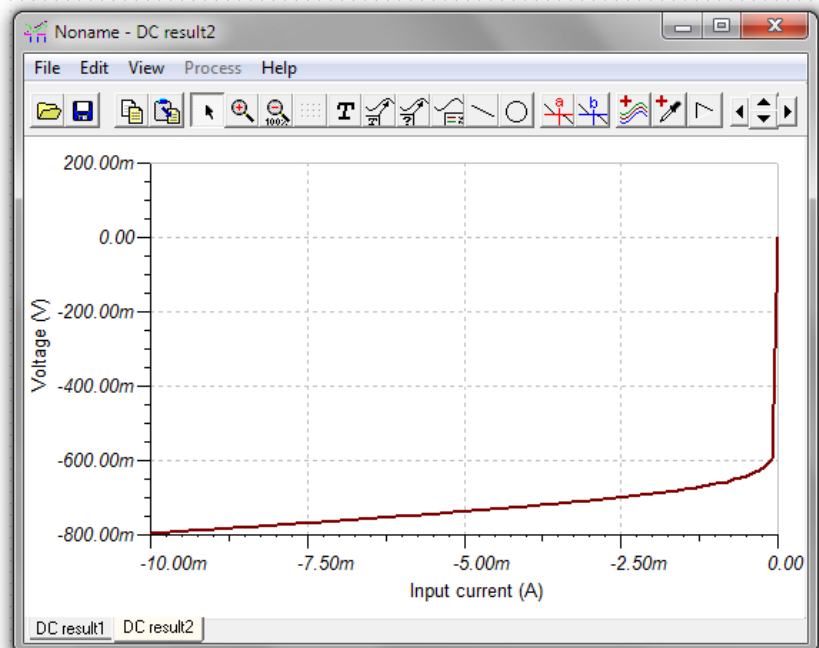 Noname - DC result2
File Edit View Process Help
100% T T ? = a b
200.00m
0.00
-200.00m
-400.00m
-600.00m
-800.00m
Voltage (V)
-10.00m -7.50m -5.00m -2.50m 0.00
Input current (A)
DC result1 DC result2